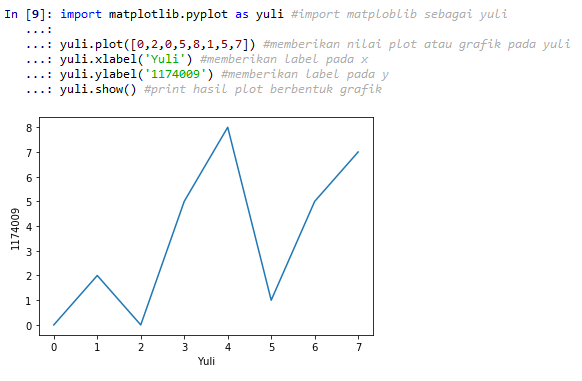 In [9]: import matplotlib.pyplot as yuli #import matploblib sebagai yuli
...:
...: yuli.plot([0,2,0,5,8,1,5,7]) #memberikan nilai plot atau grafik pada yuli
...: yuli.xlabel('Yuli') #memberikan label pada x
...: yuli.ylabel('1174009') #memberikan label pada y
...: yuli.show() #print hasil plot berbentuk grafik
8
7
6
5
4
3
2
1
0
1174009
0 1 2 3 4 5 6 7
Yuli